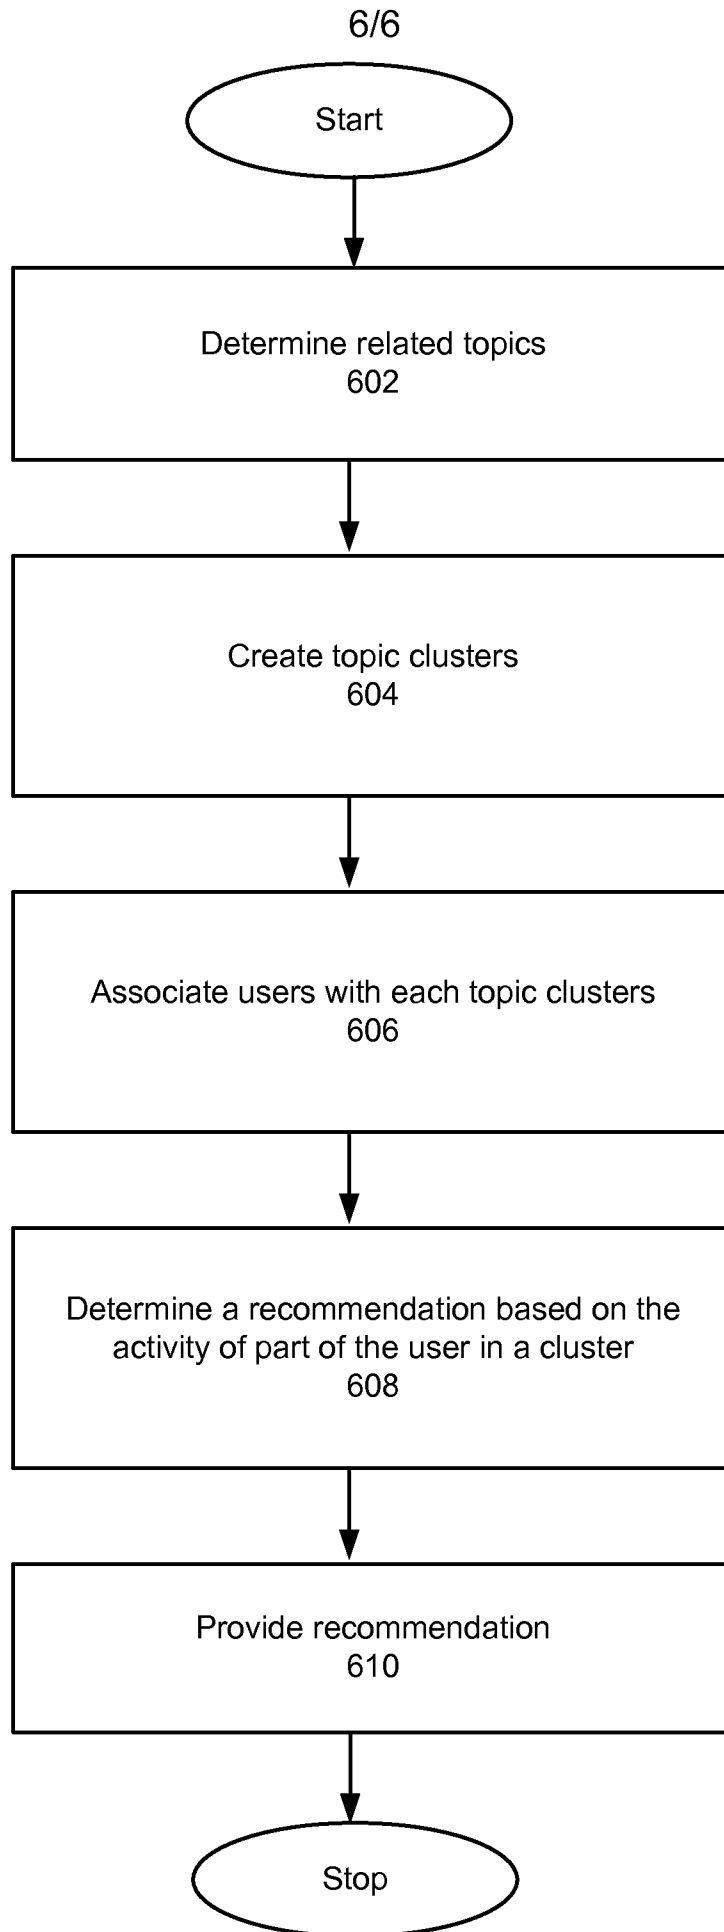 6/6
Start
Determine related topics
602
Create topic clusters
604
Associate users with each topic clusters
606
Determine a recommendation based on the
activity of part of the user in a cluster
608
Provide recommendation
610
Stop